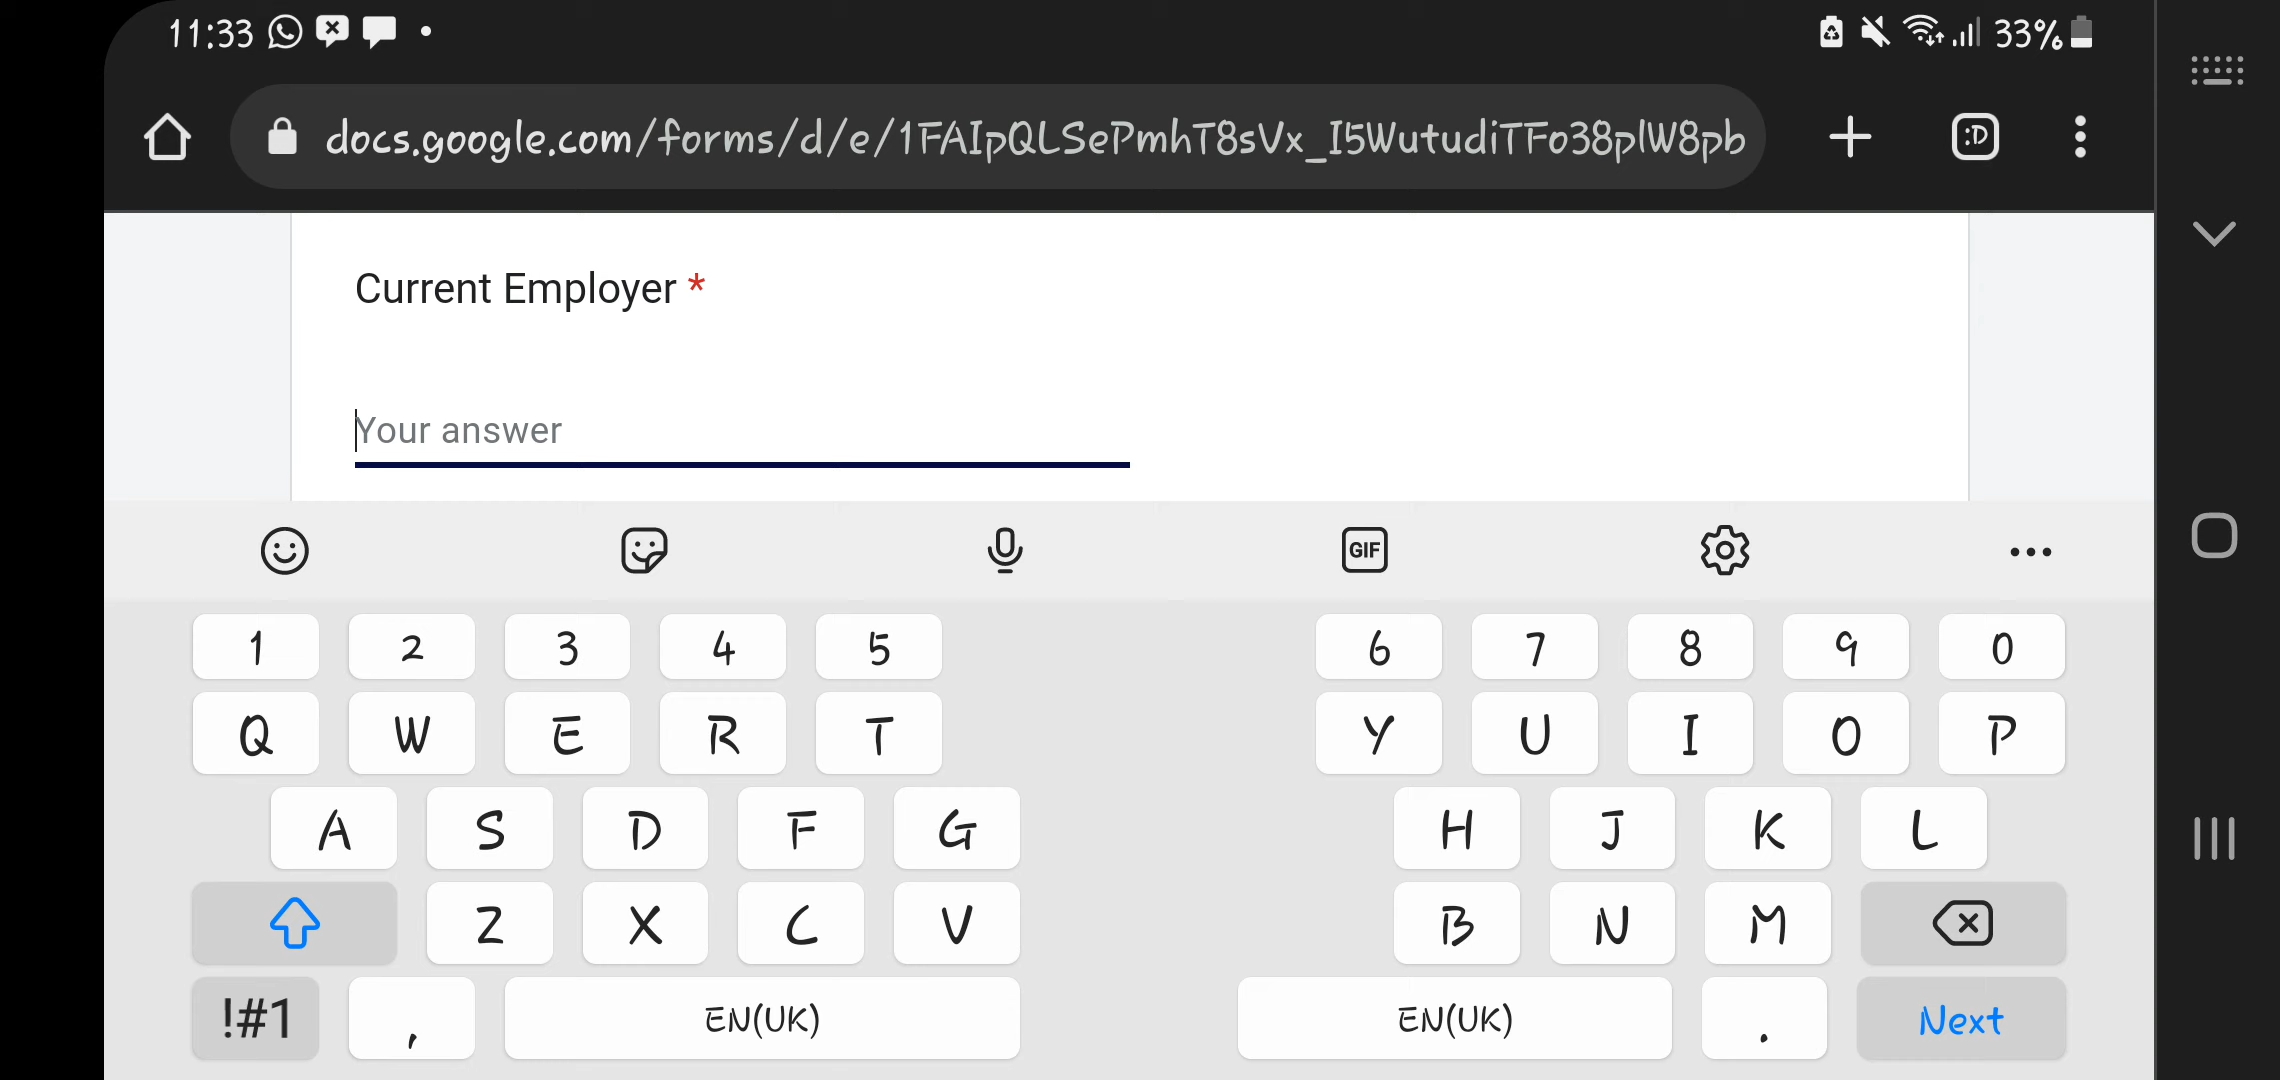 11:33
33%
docs.google.com/forms/d/e/1FAIpQLSePmhT8sVx_I5WutudiTFo38plW8pb
:D
Current Employer *
Your answer
GIF
1 2 3 4 5 6 7 8 9 0
Q W E R T Y U I O P
A S D F G H J K L
Z X C V B N M
!#1 , EN(UK) EN(UK) . Next